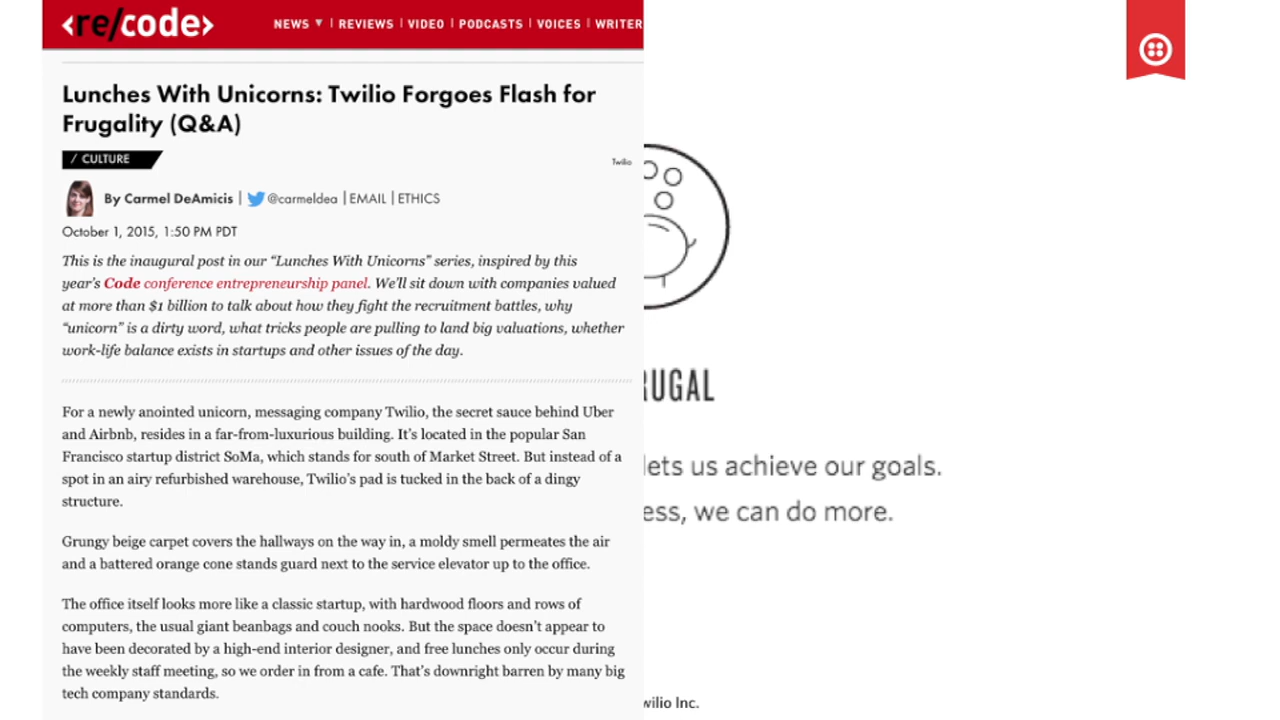 <re/code>
NEWS ▼ | REVIEWS | VIDEO | PODCASTS | VOICES | WRITER
Lunches With Unicorns: Twilio Forgoes Flash for
Frugality (Q&A)
/ CULTURE
Twilio
By Carmel DeAmicis | @carmeldea | EMAIL | ETHICS
October 1, 2015, 1:50 PM PDT
This is the inaugural post in our “Lunches With Unicorns” series, inspired by this
year’s Code conference entrepreneurship panel. We’ll sit down with companies valued
at more than $1 billion to talk about how they fight the recruitment battles, why
“unicorn” is a dirty word, what tricks people are pulling to land big valuations, whether
work-life balance exists in startups and other issues of the day.
For a newly anointed unicorn, messaging company Twilio, the secret sauce behind Uber
and Airbnb, resides in a far-from-luxurious building. It’s located in the popular San
Francisco startup district SoMa, which stands for south of Market Street. But instead of a
spot in an airy refurbished warehouse, Twilio’s pad is tucked in the back of a dingy
structure.
Grungy beige carpet covers the hallways on the way in, a moldy smell permeates the air
and a battered orange cone stands guard next to the service elevator up to the office.
The office itself looks more like a classic startup, with hardwood floors and rows of
computers, the usual giant beanbags and couch nooks. But the space doesn’t appear to
have been decorated by a high-end interior designer, and free lunches only occur during
the weekly staff meeting, so we order in from a cafe. That’s downright barren by many big
tech company standards.
RUGAL
lets us achieve our goals.
ess, we can do more.
wilio Inc.